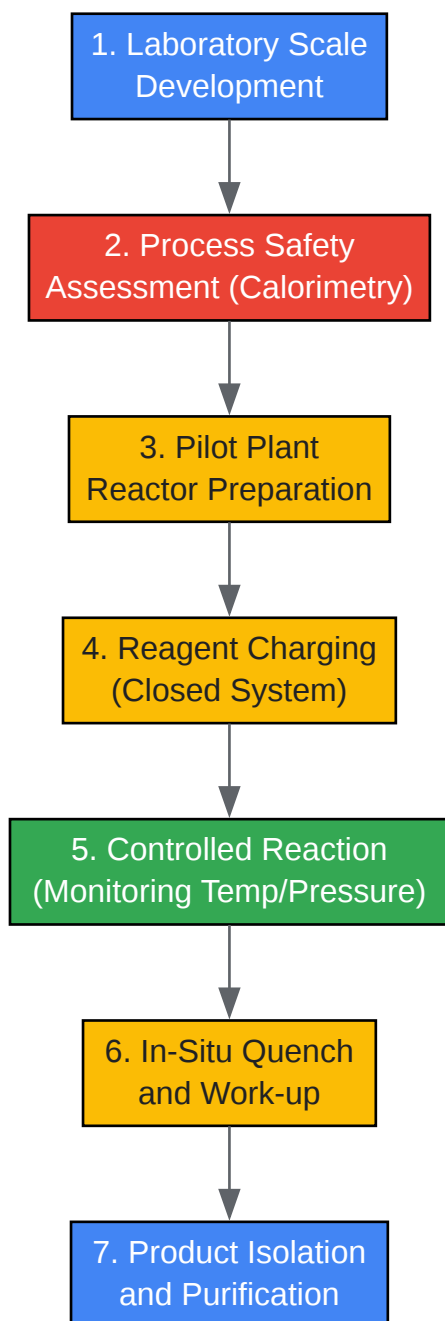 1. Laboratory Scale
Development
2. Process Safety
Assessment (Calorimetry)
3. Pilot Plant
Reactor Preparation
4. Reagent Charging
(Closed System)
5. Controlled Reaction
(Monitoring Temp/Pressure)
6. In-Situ Quench
and Work-up
7. Product Isolation
and Purification